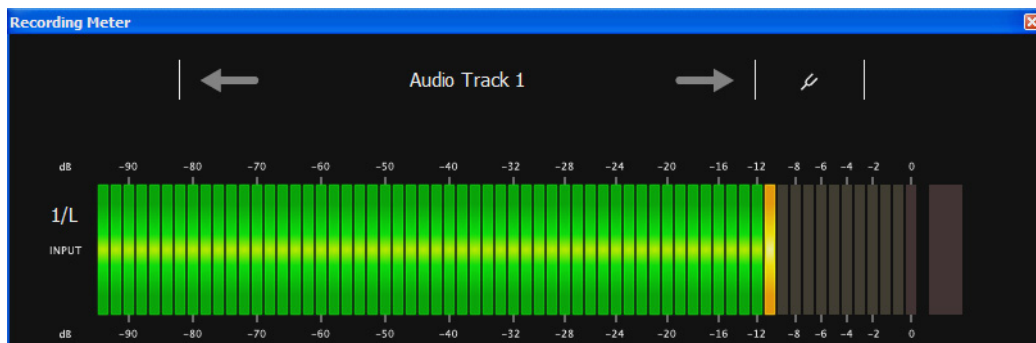 Recording Meter
Audio Track 1
dB -90 -80 -70 -60 -50 -40 -32 -28 -24 -20 -16 -12 -8 -6 -4 -2 0
1/L
INPUT
dB -90 -80 -70 -60 -50 -40 -32 -28 -24 -20 -16 -12 -8 -6 -4 -2 0